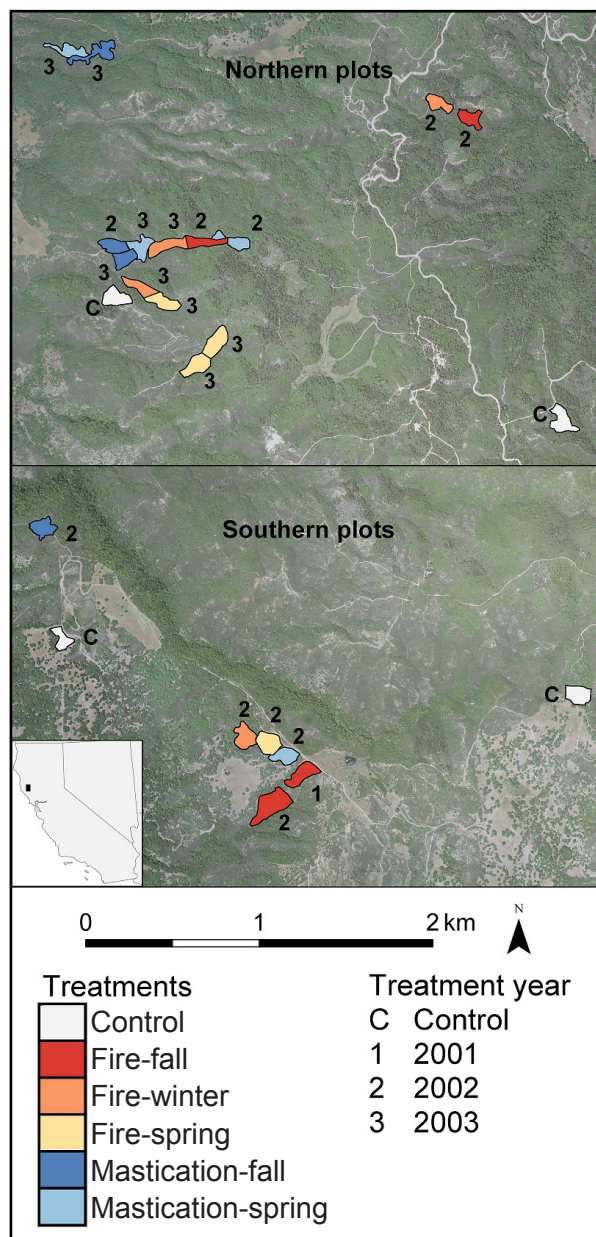 Northern plots
3
3
2
2
2
3
3
2
2
3
3
3
C
3
3
C
Southern plots
2
C
C
2
2
2
1
2
0 1 2 km
N
Treatments
Control
Fire-fall
Fire-winter
Fire-spring
Mastication-fall
Mastication-spring
Treatment year
C Control
1 2001
2 2002
3 2003